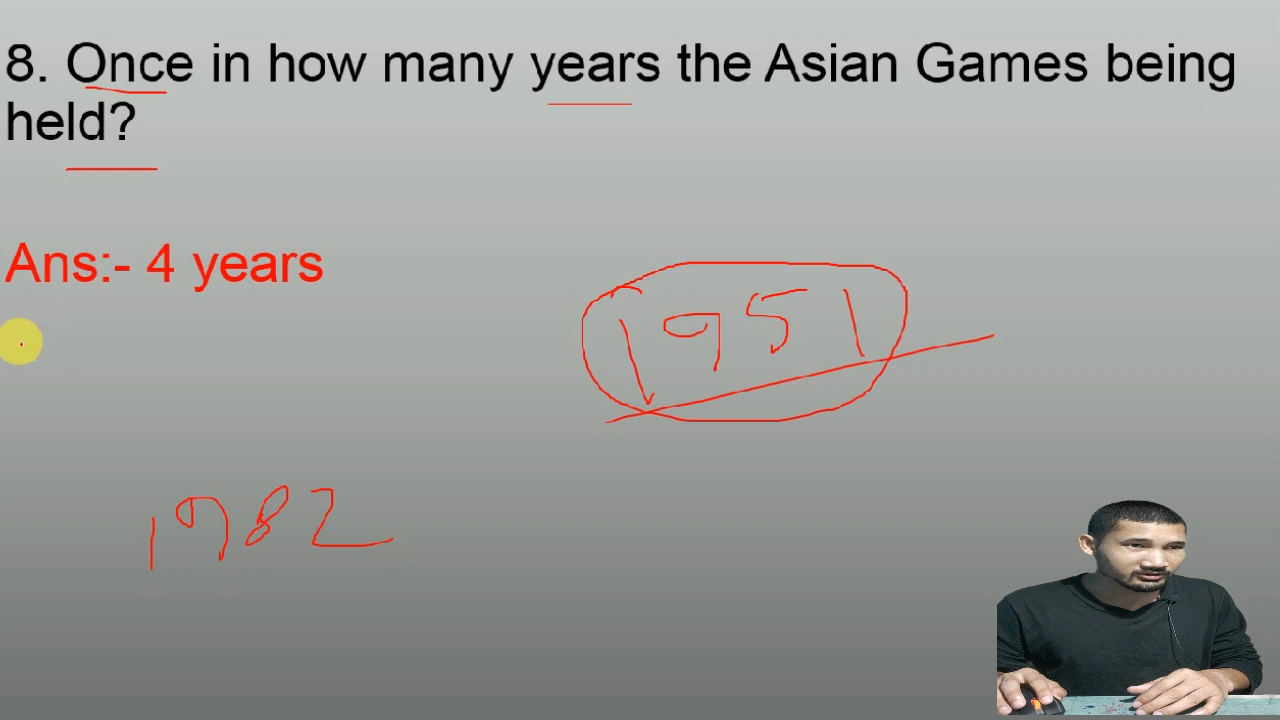 8. Once in how many years the Asian Games being
held?
Ans:- 4 years
1951
1982